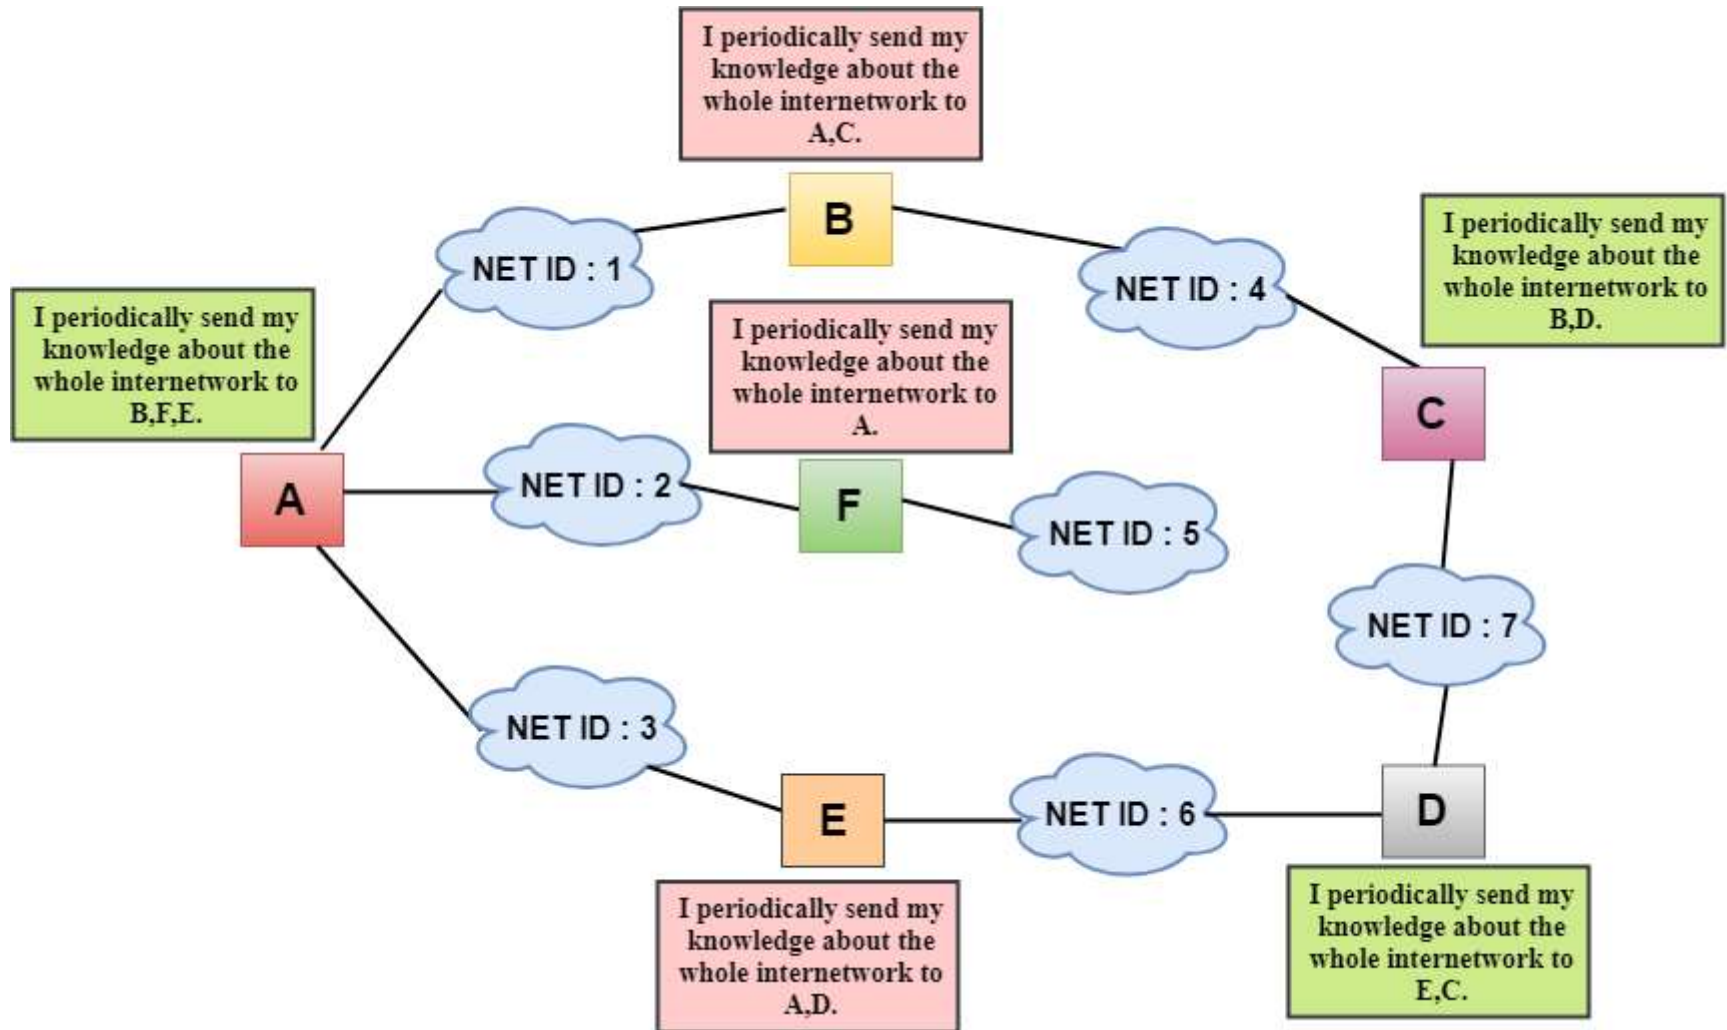 I periodically send my
knowledge about the
whole internetwork to
A,C.
B
I periodically send my
knowledge about the
whole internetwork to
B,D.
NET ID : 1
NET ID : 4
I periodically send my
knowledge about the
whole internetwork to
B,F,E.
I periodically send my
knowledge about the
whole internetwork to
A.
C
A
NET ID : 2
F
NET ID : 5
NET ID : 7
NET ID : 3
E
NET ID : 6
D
I periodically send my
knowledge about the
whole internetwork to
A,D.
I periodically send my
knowledge about the
whole internetwork to
E,C.